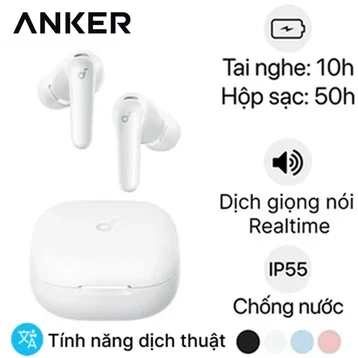 ANKER
Tai nghe: 10h
Hộp sạc: 50h
Dịch giọng nói
Realtime
IP55
Chống nước
Tính năng dịch thuật